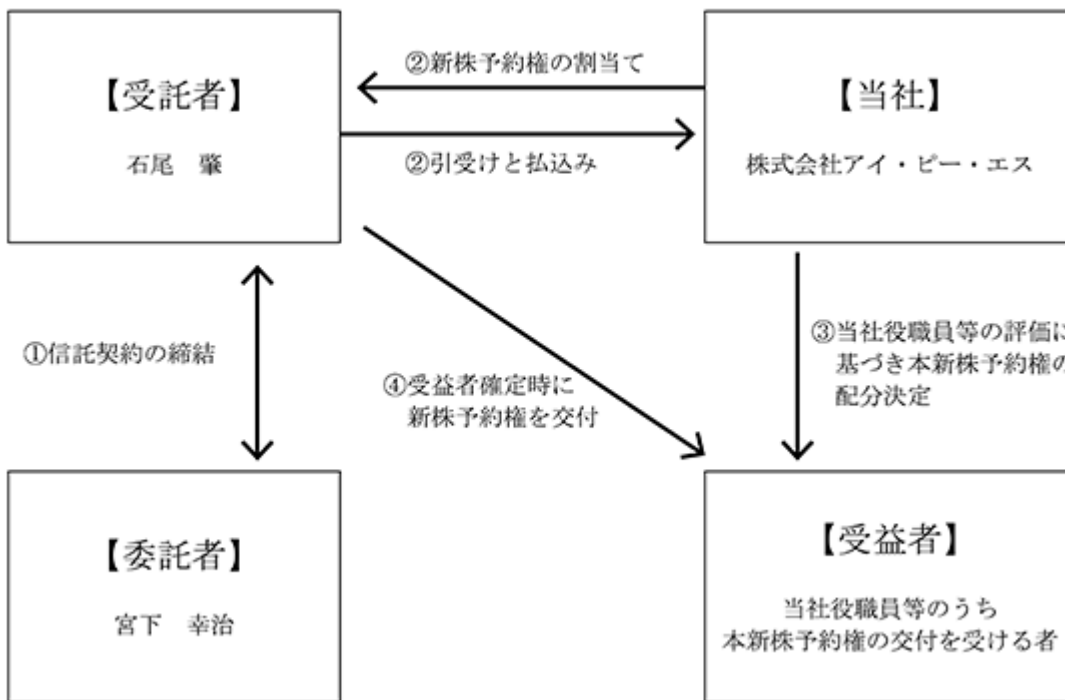 ②新株予約権の割当て
【受託者】
石尾　肇
【当社】
株式会社アイ・ピー・エス
②引受けと払込み
①信託契約の締結
③当社役職員等の評価に
基づき本新株予約権の
配分決定
④受益者確定時に
新株予約権を交付
【委託者】
宮下　幸治
【受益者】
当社役職員等のうち
本新株予約権の交付を受ける者